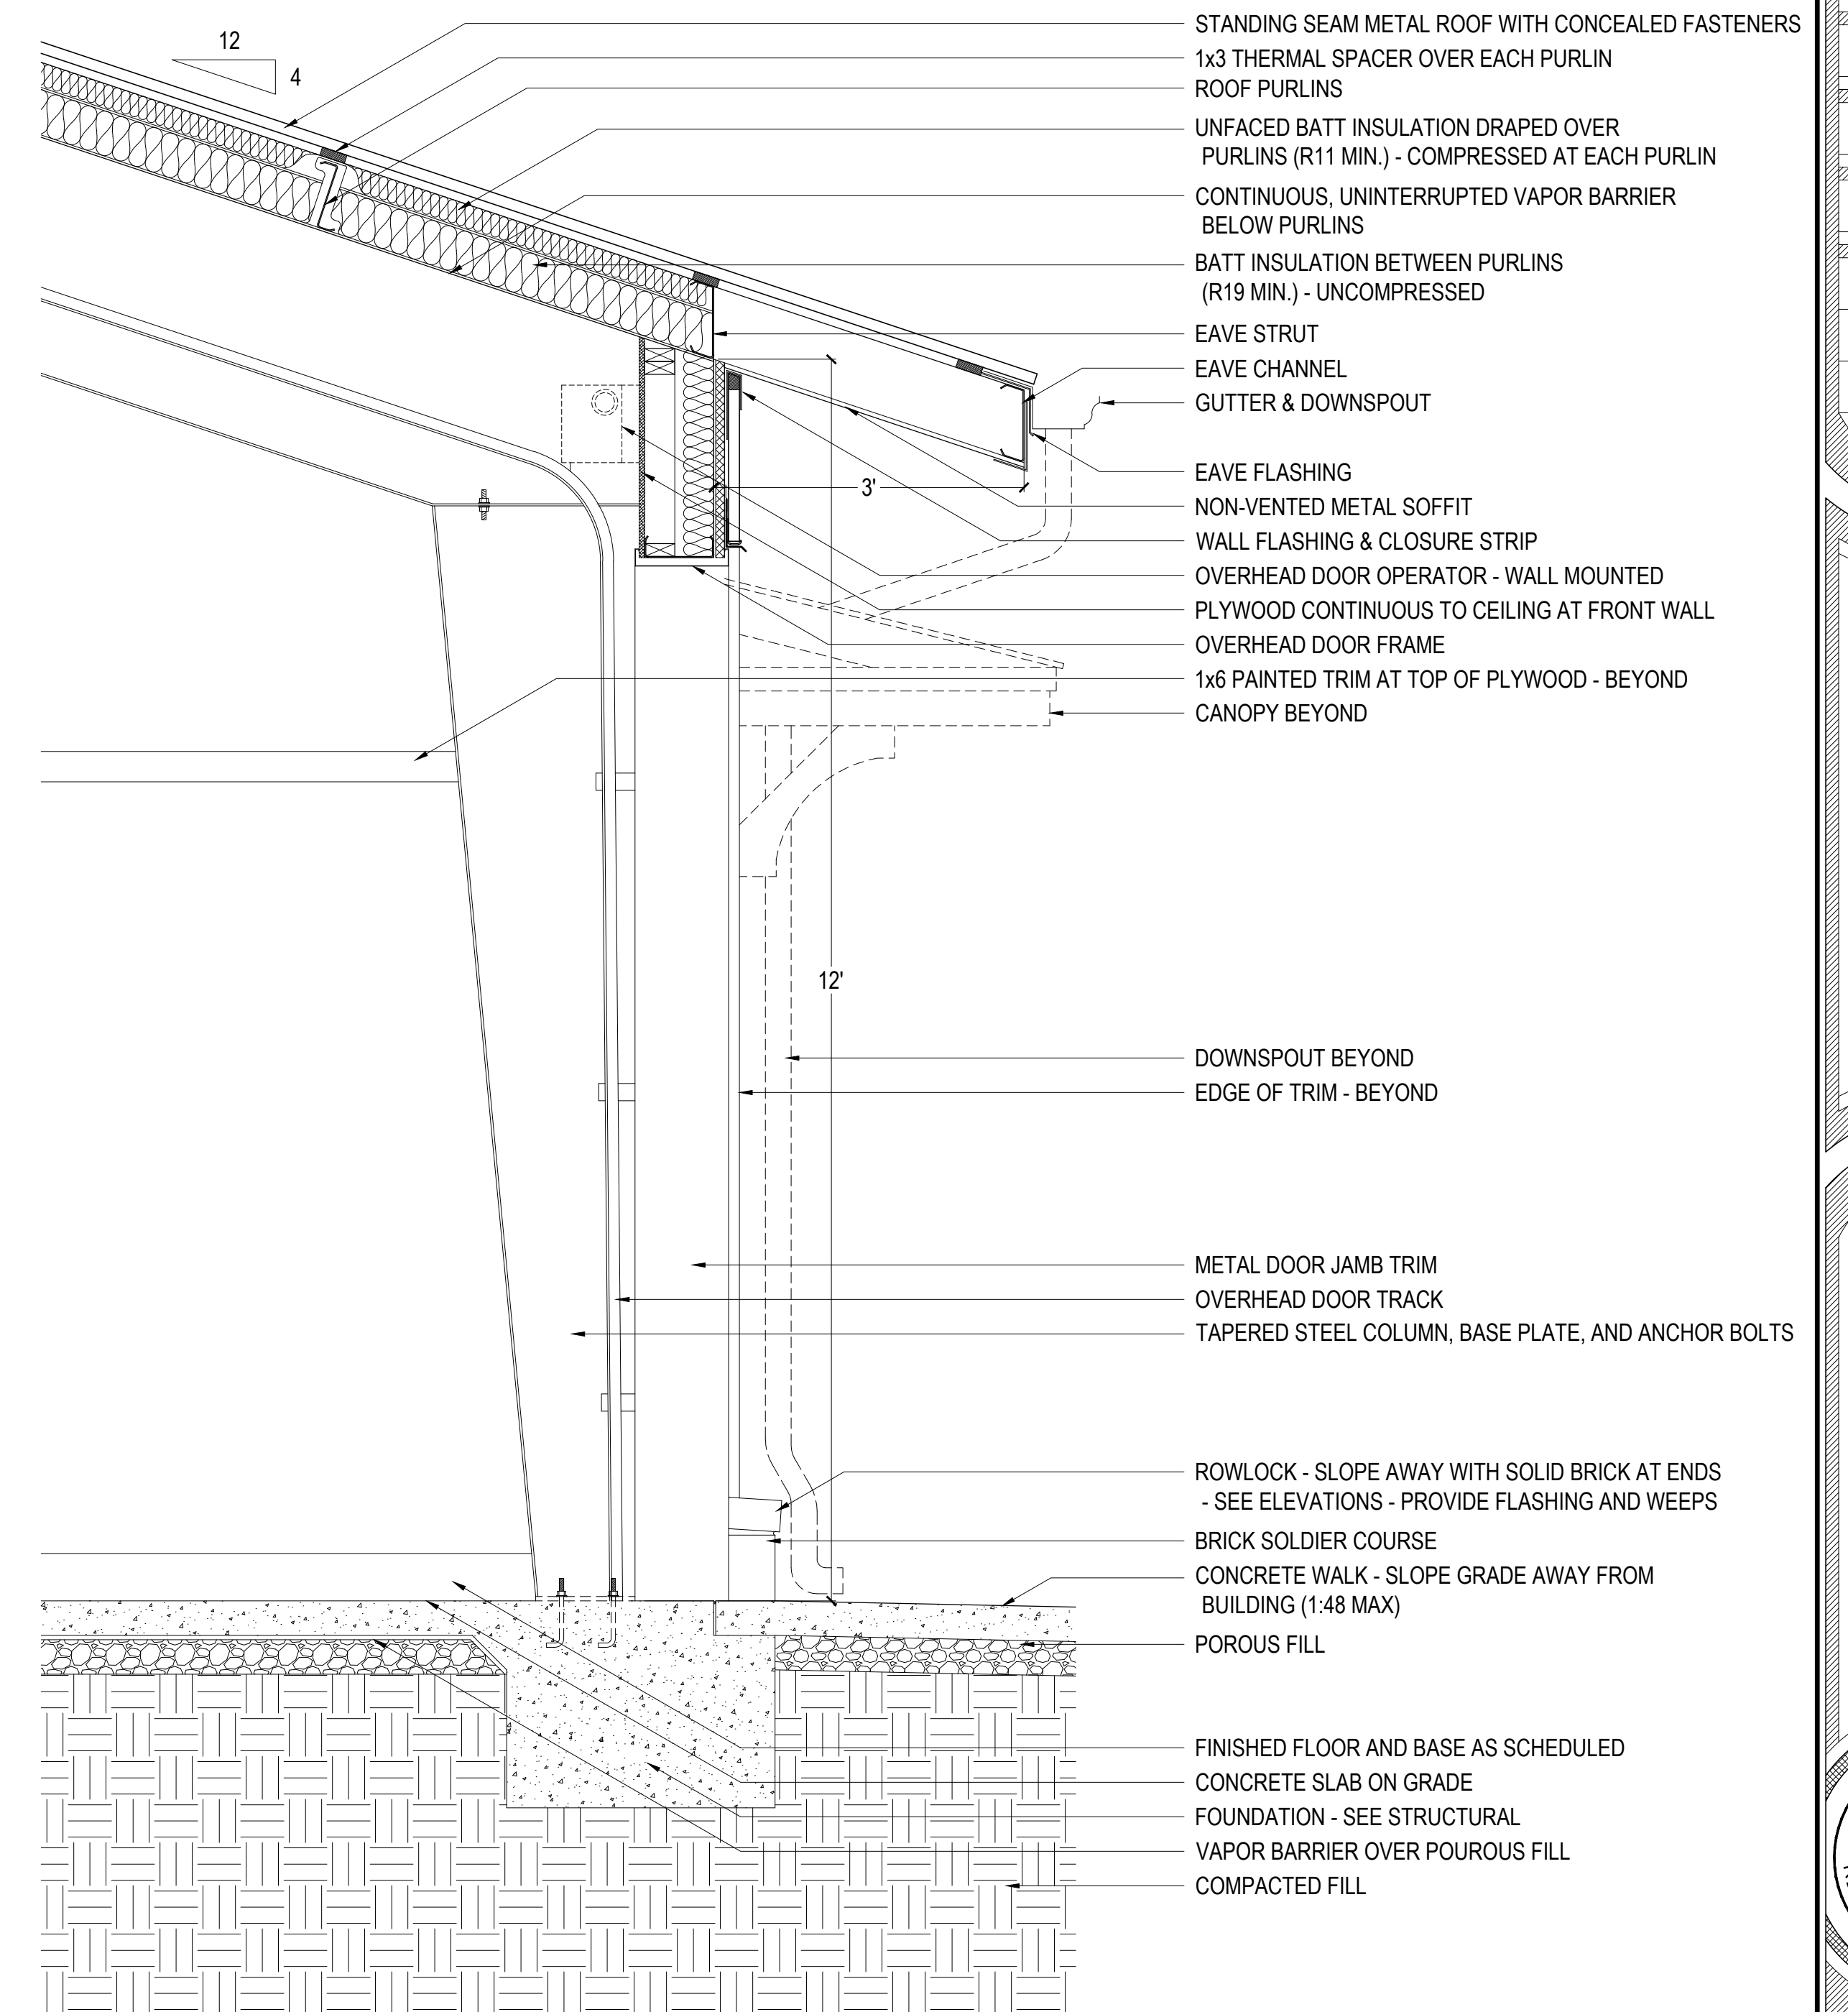 12
4
STANDING SEAM METAL ROOF WITH CONCEALED FASTENERS
1x3 THERMAL SPACER OVER EACH PURLIN
ROOF PURLINS
UNFACED BATT INSULATION DRAPED OVER
PURLINS (R11 MIN.) - COMPRESSED AT EACH PURLIN
CONTINUOUS, UNINTERRUPTED VAPOR BARRIER
BELOW PURLINS
BATT INSULATION BETWEEN PURLINS
(R19 MIN.) - UNCOMPRESSED
EAVE STRUT
EAVE CHANNEL
GUTTER & DOWNSPOUT
EAVE FLASHING
3'
NON-VENTED METAL SOFFIT
WALL FLASHING & CLOSURE STRIP
OVERHEAD DOOR OPERATOR - WALL MOUNTED
PLYWOOD CONTINUOUS TO CEILING AT FRONT WALL
OVERHEAD DOOR FRAME
1x6 PAINTED TRIM AT TOP OF PLYWOOD - BEYOND
CANOPY BEYOND
12'
DOWNSPOUT BEYOND
EDGE OF TRIM - BEYOND
METAL DOOR JAMB TRIM
OVERHEAD DOOR TRACK
TAPERED STEEL COLUMN, BASE PLATE, AND ANCHOR BOLTS
ROWLOCK - SLOPE AWAY WITH SOLID BRICK AT ENDS
- SEE ELEVATIONS - PROVIDE FLASHING AND WEEPS
BRICK SOLDIER COURSE
CONCRETE WALK - SLOPE GRADE AWAY FROM
BUILDING (1:48 MAX)
POROUS FILL
FINISHED FLOOR AND BASE AS SCHEDULED
CONCRETE SLAB ON GRADE
FOUNDATION - SEE STRUCTURAL
VAPOR BARRIER OVER POUROUS FILL
COMPACTED FILL